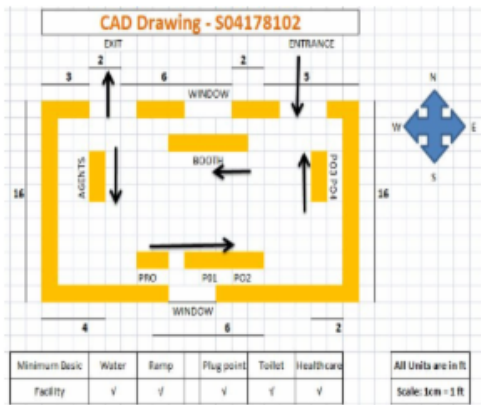 CAD Drawing - S04178102
EXIT
ENTRANCE
2
2
3
6
5
WINDOW
N
W
E
S
BOOTH
AGENTS
PO3 PO4
16
16
PRO
P01
PO2
WINDOW
4
6
2
Minimum Basic Water Ramp Plug point Toilet Healthcare
Facility √ √ √ √ √
All Units are in ft
Scale: 1cm = 1 ft